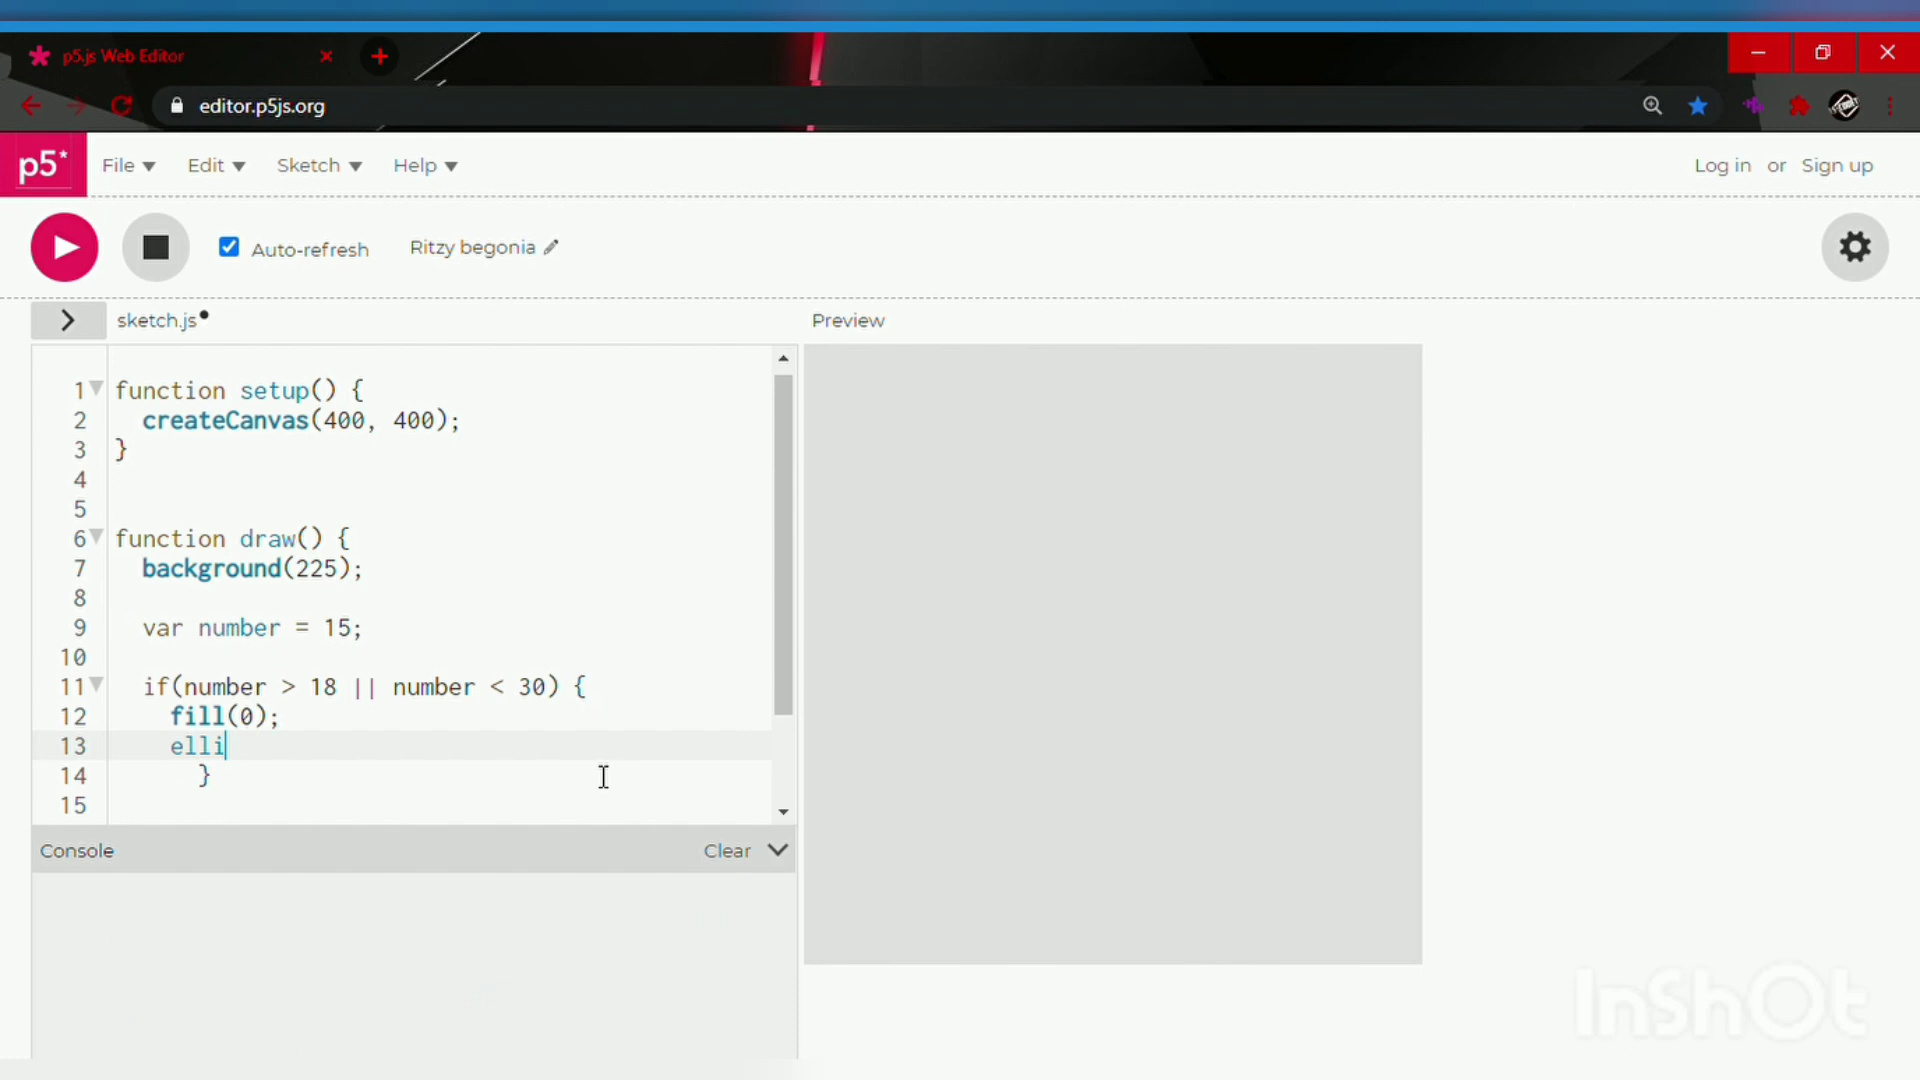 p5.js Web Editor
editor.p5js.org
p5* File Edit Sketch Help Log in or Sign up
Auto-refresh Ritzy begonia
sketch.js Preview
1 function setup() {
2 createCanvas(400, 400);
3 }
4
5
6 function draw() {
7 background(225);
8
9 var number = 15;
10
11 if(number > 18 || number < 30) {
12 fill(0);
13 elli
14 }
15
Console Clear
InShOt